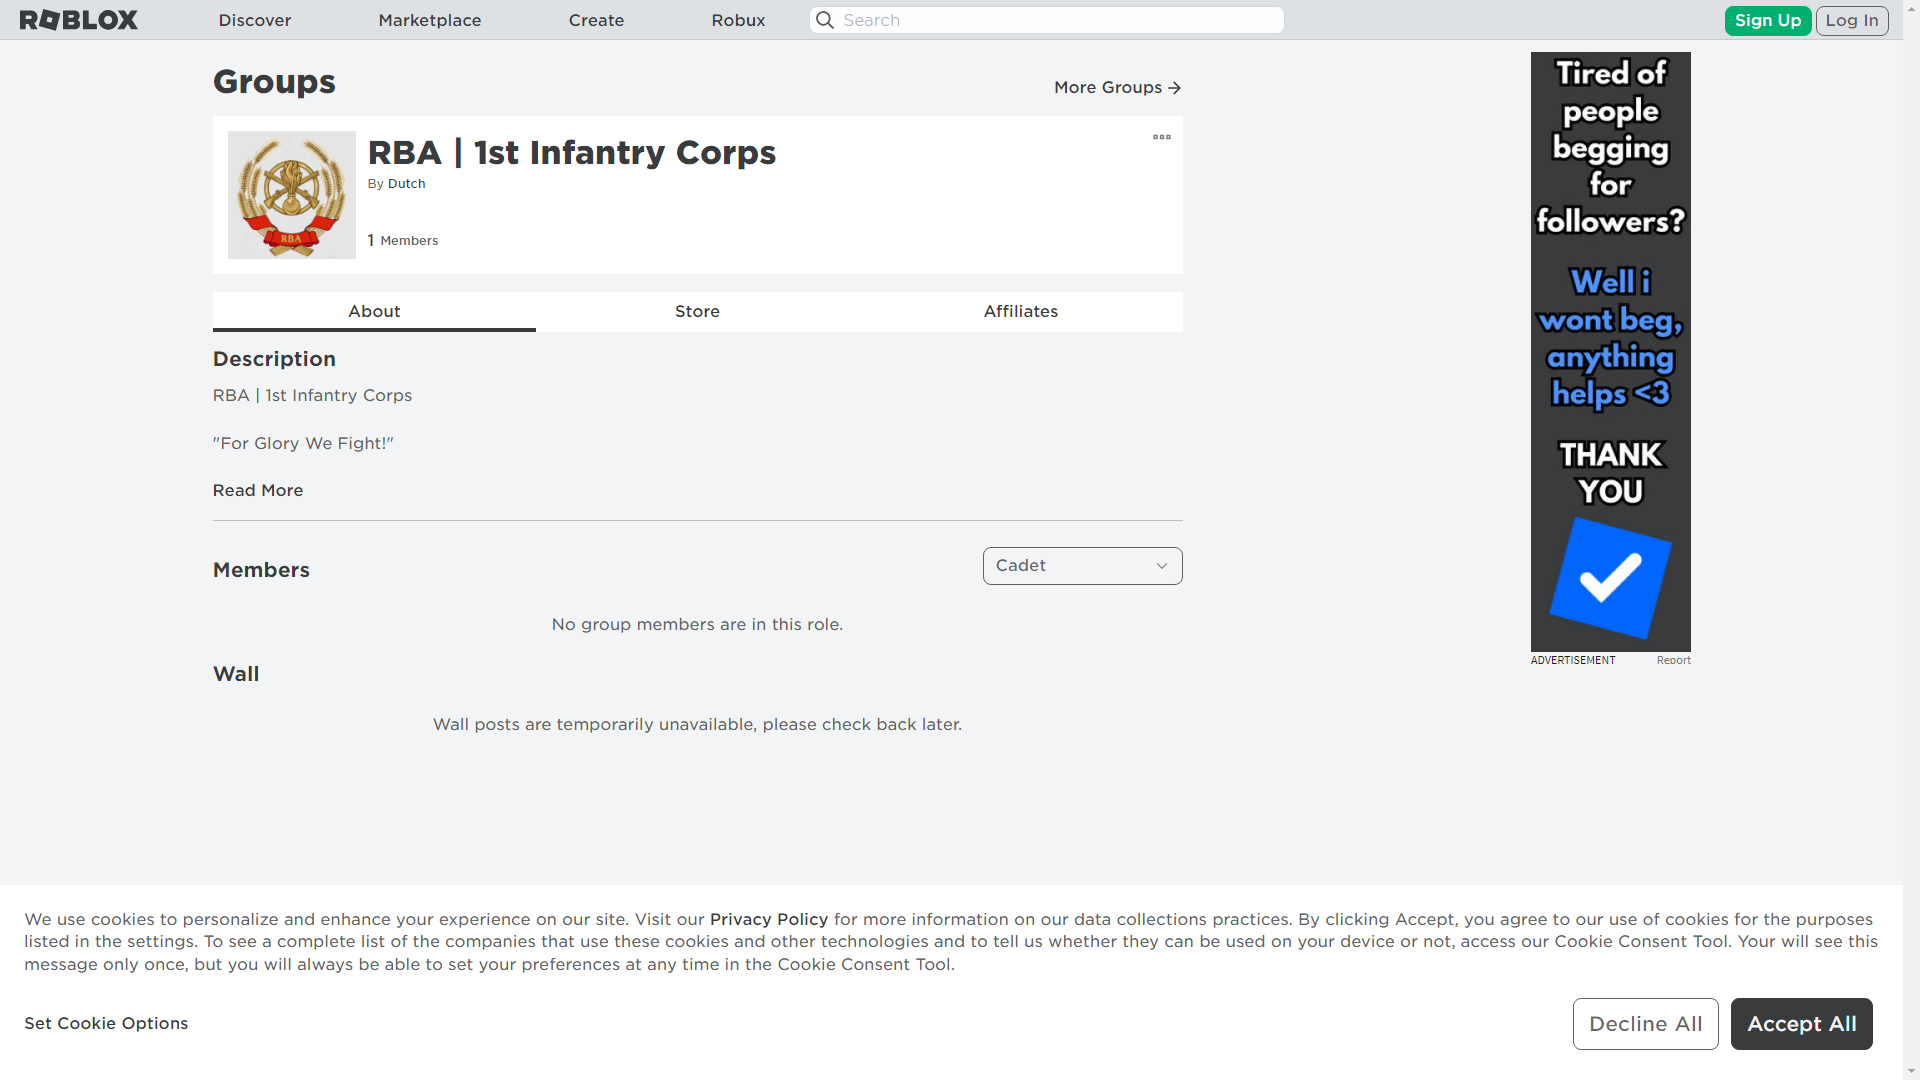 ROBLOX
Discover
Marketplace
Create
Robux
Search
Sign Up
Log In
Groups
More Groups
RBA | 1st Infantry Corps
By Dutch
1 Members
RBA
About
Store
Affiliates
Description
RBA | 1st Infantry Corps
"For Glory We Fight!"
Read More
Members
Cadet
No group members are in this role.
Wall
Wall posts are temporarily unavailable, please check back later.
Tired of
people
begging
for
followers?
Well i
wont beg,
anything
helps <3
THANK
YOU
ADVERTISEMENT
Report
We use cookies to personalize and enhance your experience on our site. Visit our Privacy Policy for more information on our data collections practices. By clicking Accept, you agree to our use of cookies for the purposes
listed in the settings. To see a complete list of the companies that use these cookies and other technologies and to tell us whether they can be used on your device or not, access our Cookie Consent Tool. Your will see this
message only once, but you will always be able to set your preferences at any time in the Cookie Consent Tool.
Set Cookie Options
Decline All
Accept All